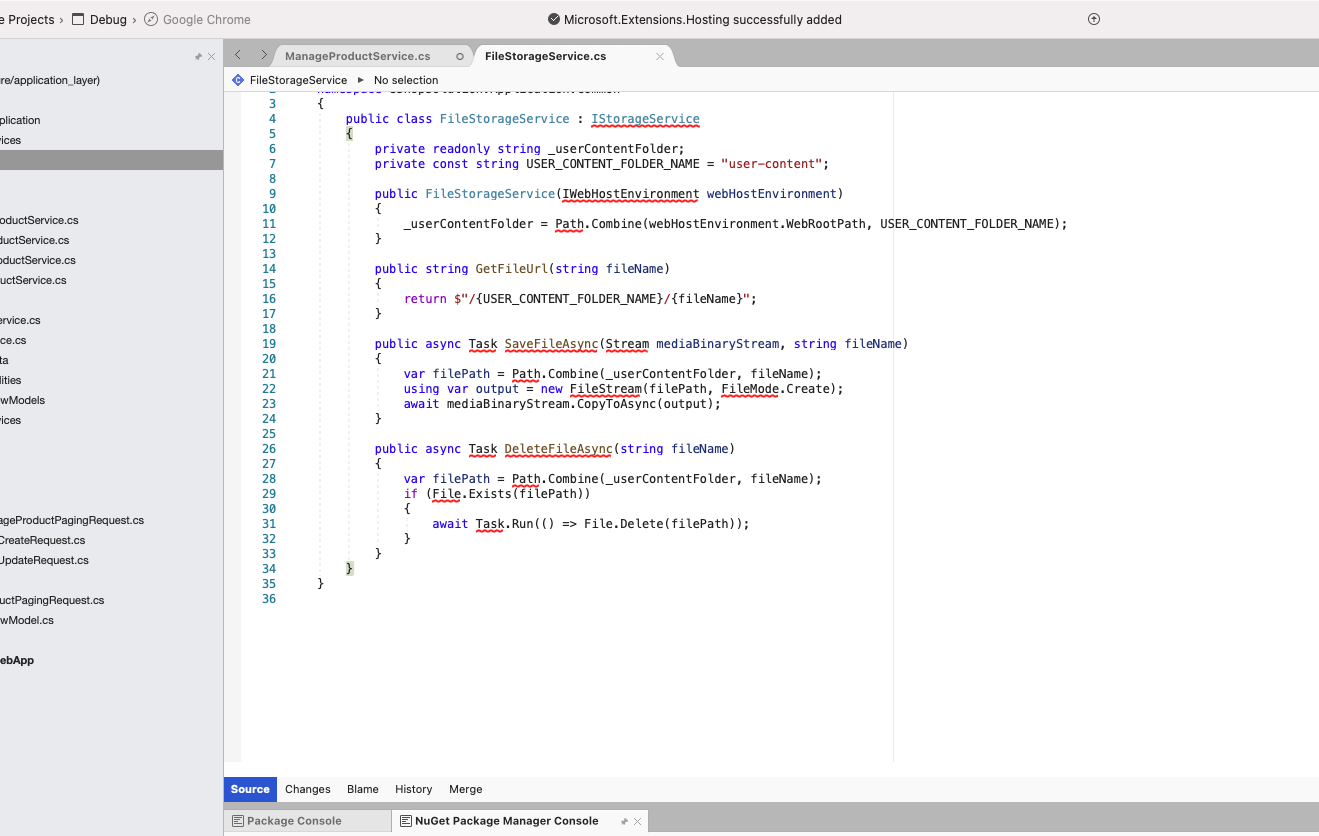 e Projects › Debug › Google Chrome
Microsoft.Extensions.Hosting successfully added
re/application_layer)
plication
ices
oductService.cs
ductService.cs
oductService.cs
uctService.cs
ervice.cs
ce.cs
ta
lities
wModels
ices
ageProductPagingRequest.cs
CreateRequest.cs
UpdateRequest.cs
uctPagingRequest.cs
wModel.cs
ebApp
ManageProductService.cs
FileStorageService.cs
FileStorageService ▸ No selection
3 {
4 public class FileStorageService : IStorageService
5 {
6 private readonly string _userContentFolder;
7 private const string USER_CONTENT_FOLDER_NAME = "user-content";
8
9 public FileStorageService(IWebHostEnvironment webHostEnvironment)
10 {
11 _userContentFolder = Path.Combine(webHostEnvironment.WebRootPath, USER_CONTENT_FOLDER_NAME);
12 }
13
14 public string GetFileUrl(string fileName)
15 {
16 return $"/{USER_CONTENT_FOLDER_NAME}/{fileName}";
17 }
18
19 public async Task SaveFileAsync(Stream mediaBinaryStream, string fileName)
20 {
21 var filePath = Path.Combine(_userContentFolder, fileName);
22 using var output = new FileStream(filePath, FileMode.Create);
23 await mediaBinaryStream.CopyToAsync(output);
24 }
25
26 public async Task DeleteFileAsync(string fileName)
27 {
28 var filePath = Path.Combine(_userContentFolder, fileName);
29 if (File.Exists(filePath))
30 {
31 await Task.Run(() => File.Delete(filePath));
32 }
33 }
34 }
35 }
36
Source Changes Blame History Merge
Package Console
NuGet Package Manager Console